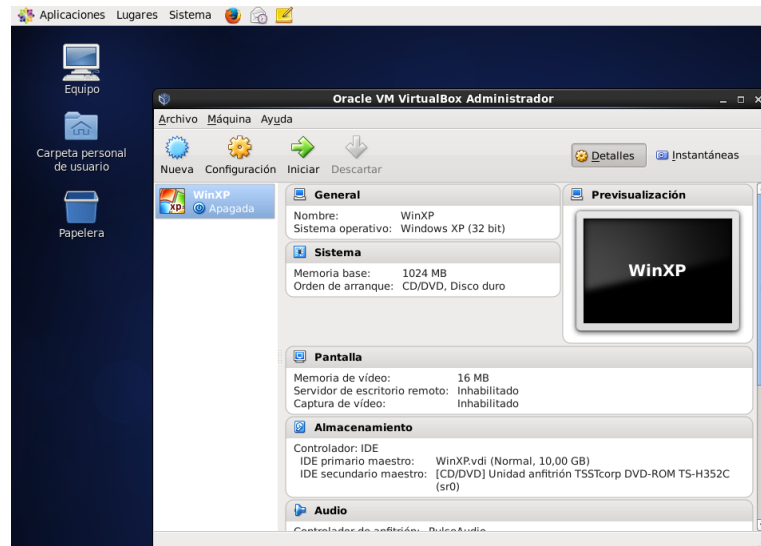 Aplicaciones Lugares Sistema
Equipo
Carpeta personal
de usuario
Papelera
Oracle VM VirtualBox Administrador
Archivo Máquina Ayuda
Nueva Configuración Iniciar Descartar
Detalles Instantáneas
WinXP
Apagada
General
Nombre: WinXP
Sistema operativo: Windows XP (32 bit)
Sistema
Memoria base: 1024 MB
Orden de arranque: CD/DVD, Disco duro
Previsualización
WinXP
Pantalla
Memoria de vídeo: 16 MB
Servidor de escritorio remoto: Inhabilitado
Captura de vídeo: Inhabilitado
Almacenamiento
Controlador: IDE
IDE primario maestro: WinXP.vdi (Normal, 10,00 GB)
IDE secundario maestro: [CD/DVD] Unidad anfitrión TSSTcorp DVD-ROM TS-H352C
(sr0)
Audio
Controlador de anfitrión: PulseAudio